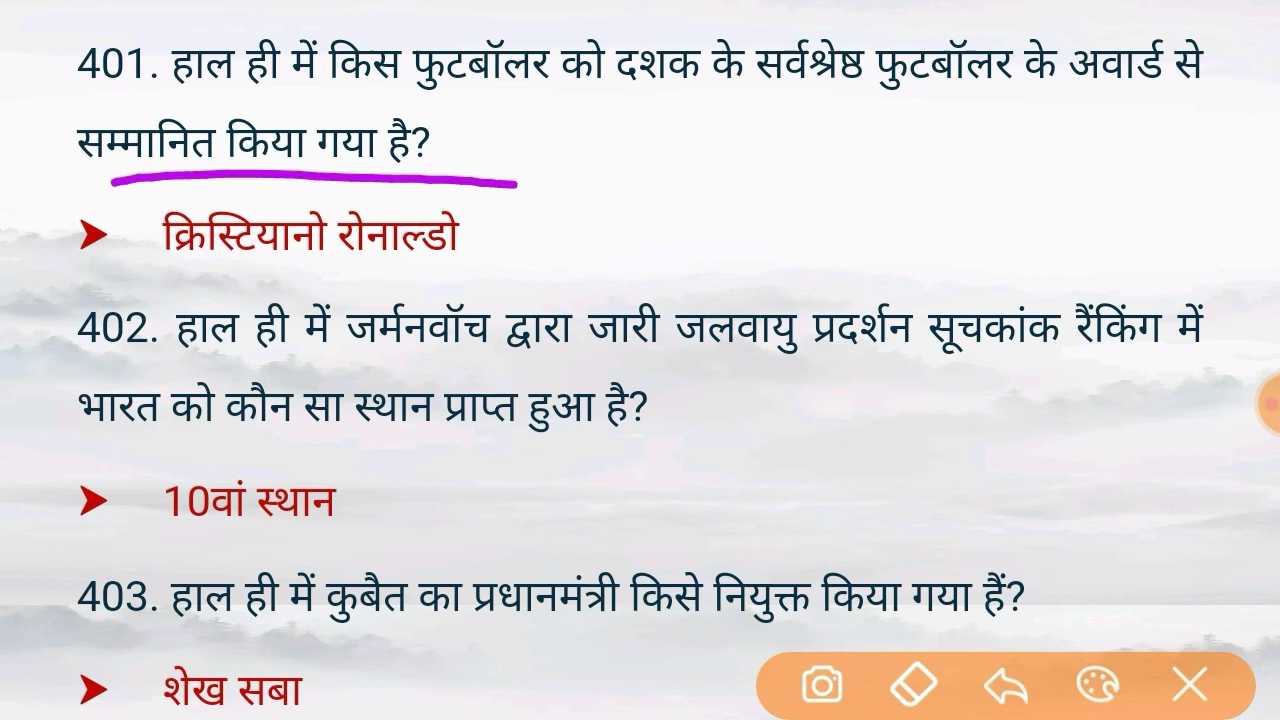 401. हाल ही में किस फुटबॉलर को दशक के सर्वश्रेष्ठ फुटबॉलर के अवार्ड से
सम्मानित किया गया है?
क्रिस्टियानो रोनाल्डो
402. हाल ही में जर्मनवॉच द्वारा जारी जलवायु प्रदर्शन सूचकांक रैंकिंग में
भारत को कौन सा स्थान प्राप्त हुआ है?
10वां स्थान
403. हाल ही में कुबैत का प्रधानमंत्री किसे नियुक्त किया गया हैं?
शेख सबा